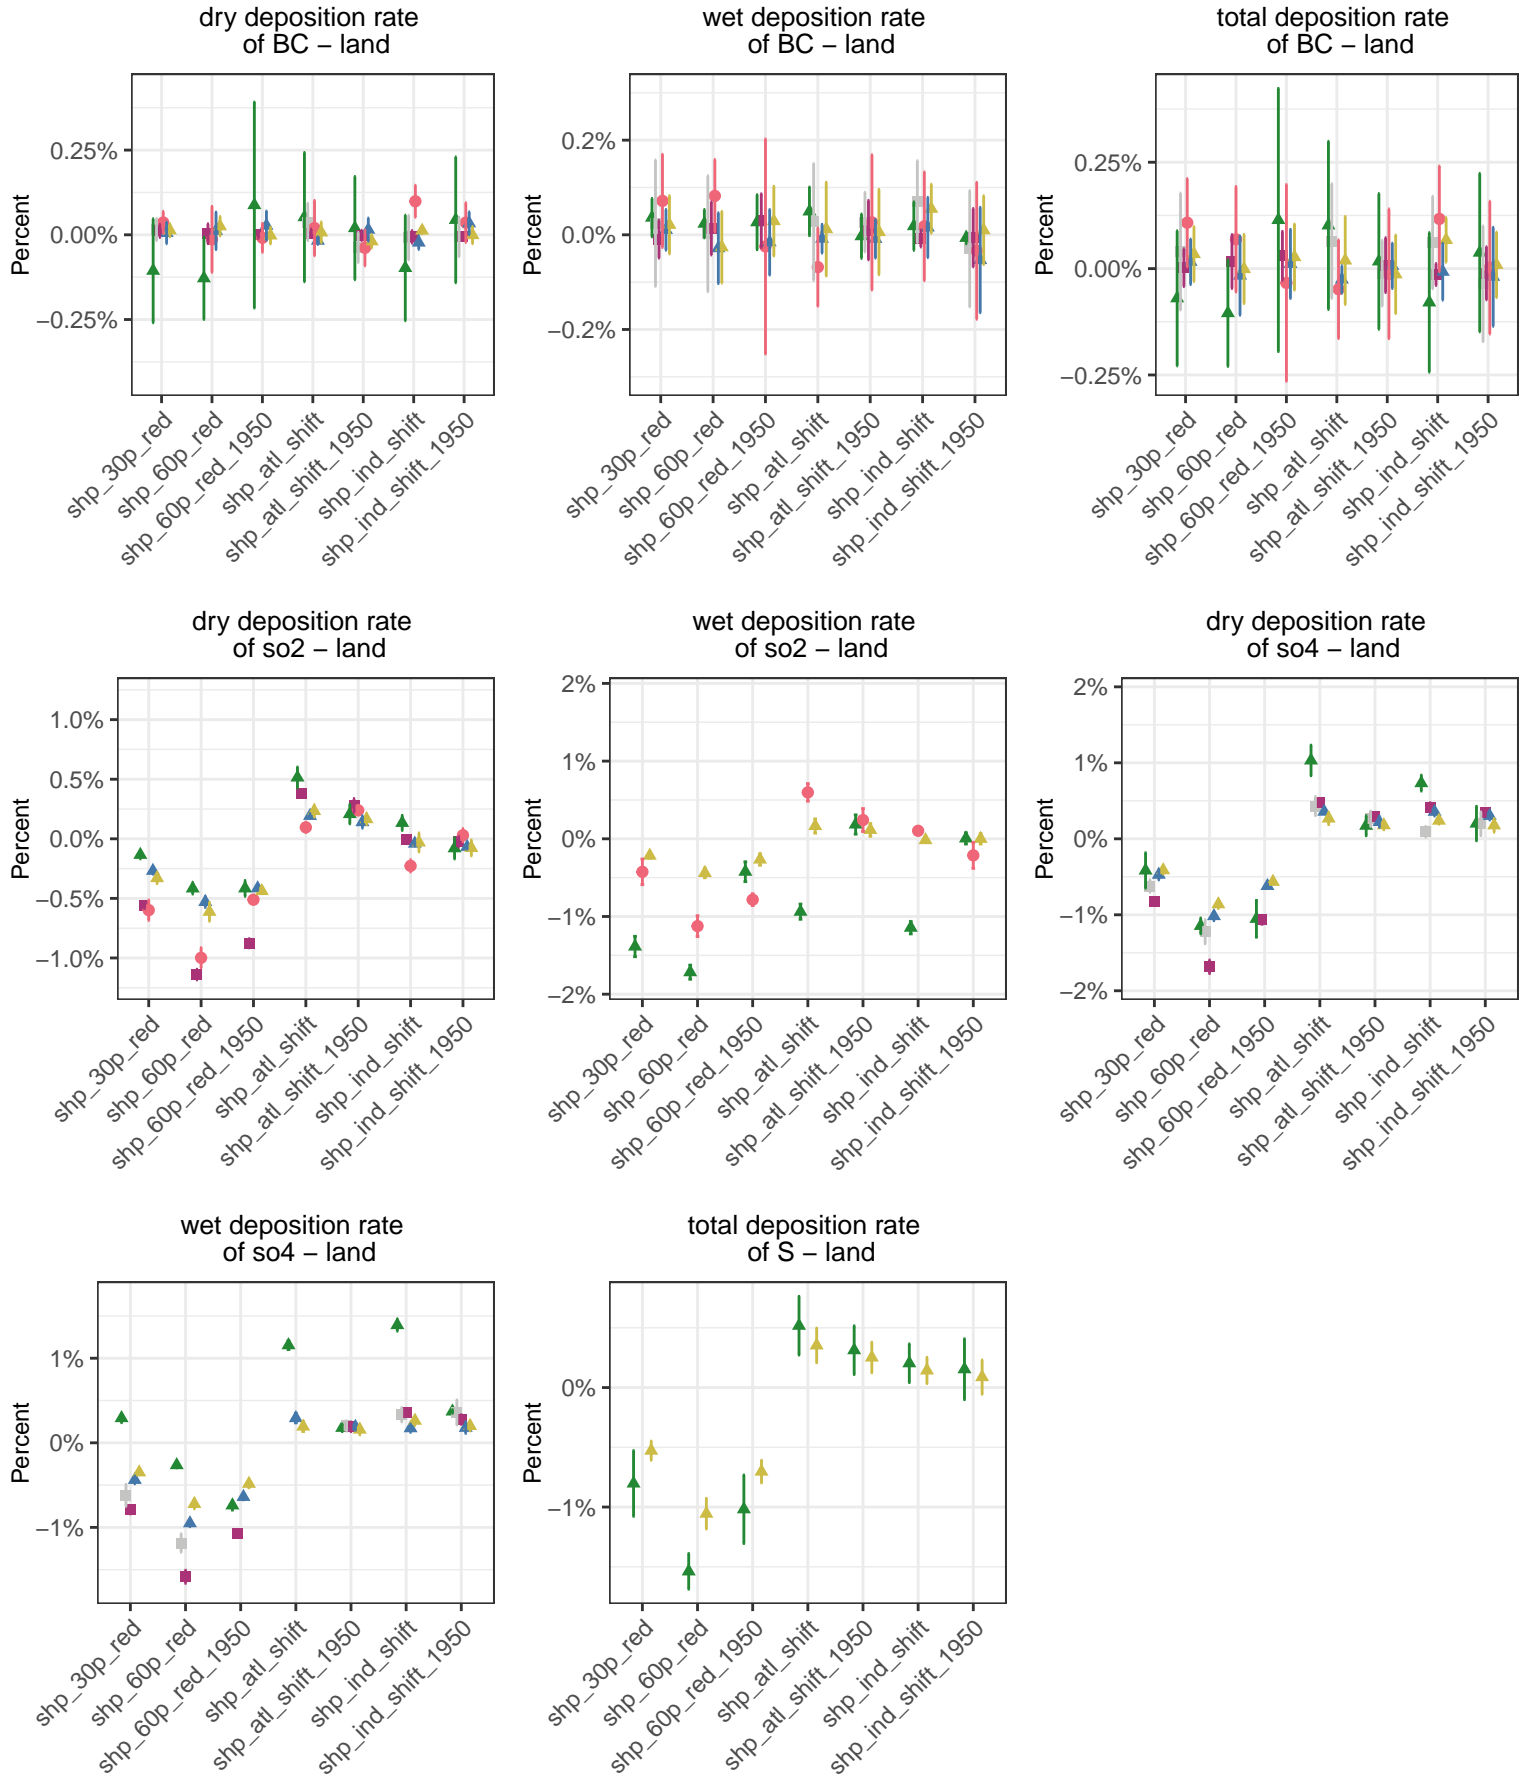 dry deposition rate
of BC − land
wet deposition rate
of BC − land
total deposition rate
of BC − land
Percent
0.25%
0.00%
−0.25%
shp_30p_red
shp_60p_red
shp_60p_red_1950
shp_atl_shift
shp_atl_shift_1950
shp_ind_shift
shp_ind_shift_1950
Percent
0.2%
0.0%
−0.2%
shp_30p_red
shp_60p_red
shp_60p_red_1950
shp_atl_shift
shp_atl_shift_1950
shp_ind_shift
shp_ind_shift_1950
Percent
0.25%
0.00%
−0.25%
shp_30p_red
shp_60p_red
shp_60p_red_1950
shp_atl_shift
shp_atl_shift_1950
shp_ind_shift
shp_ind_shift_1950
dry deposition rate
of so2 − land
wet deposition rate
of so2 − land
dry deposition rate
of so4 − land
Percent
1.0%
0.5%
0.0%
−0.5%
−1.0%
shp_30p_red
shp_60p_red
shp_60p_red_1950
shp_atl_shift
shp_atl_shift_1950
shp_ind_shift
shp_ind_shift_1950
Percent
2%
1%
0%
−1%
−2%
shp_30p_red
shp_60p_red
shp_60p_red_1950
shp_atl_shift
shp_atl_shift_1950
shp_ind_shift
shp_ind_shift_1950
Percent
2%
1%
0%
−1%
−2%
shp_30p_red
shp_60p_red
shp_60p_red_1950
shp_atl_shift
shp_atl_shift_1950
shp_ind_shift
shp_ind_shift_1950
wet deposition rate
of so4 − land
total deposition rate
of S − land
Percent
1%
0%
−1%
shp_30p_red
shp_60p_red
shp_60p_red_1950
shp_atl_shift
shp_atl_shift_1950
shp_ind_shift
shp_ind_shift_1950
Percent
0%
−1%
shp_30p_red
shp_60p_red
shp_60p_red_1950
shp_atl_shift
shp_atl_shift_1950
shp_ind_shift
shp_ind_shift_1950